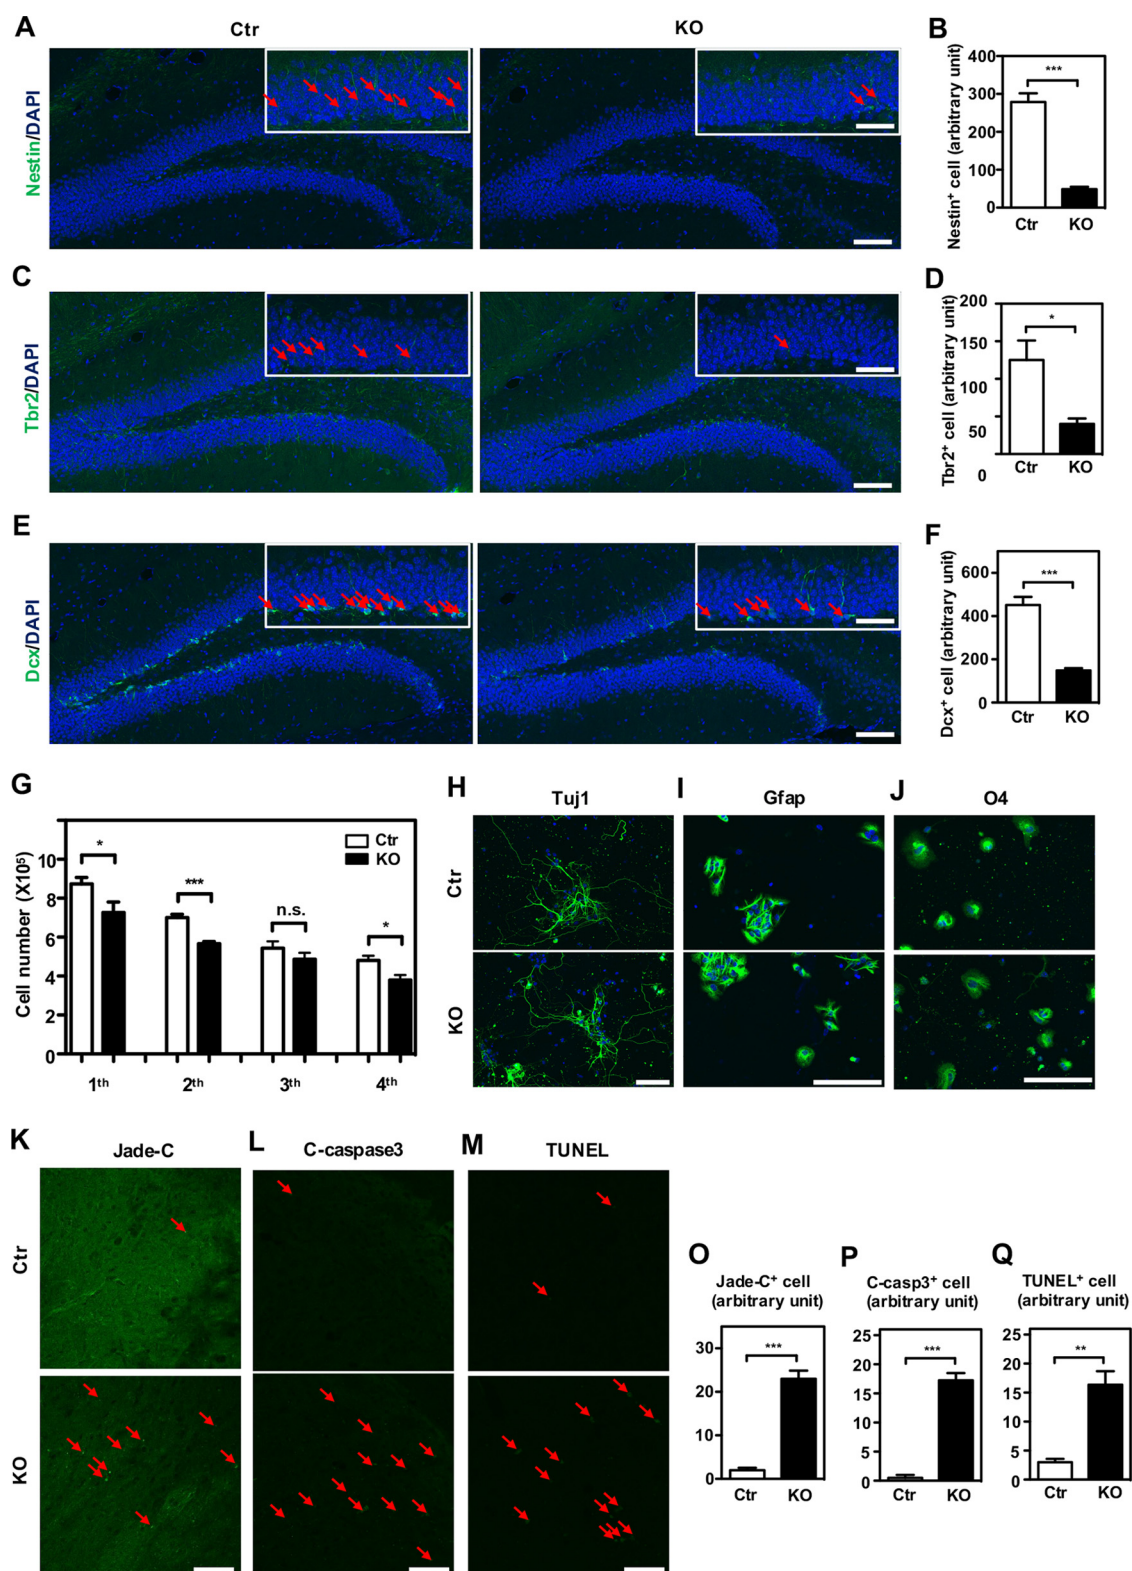 A
Ctr
KO
B
Nestin/DAPI
Nestin⁺ cell (arbitrary unit)
400
300
200
100
0
***
Ctr KO
C
D
Tbr2/DAPI
Tbr2⁺ cell (arbitrary unit)
200
150
100
50
0
*
Ctr KO
E
F
Dcx/DAPI
Dcx⁺ cell (arbitrary unit)
600
400
200
0
***
Ctr KO
G
Cell number (X10⁵)
10
8
6
4
2
0
Ctr
KO
*
***
n.s.
*
1ᵗʰ 2ᵗʰ 3ᵗʰ 4ᵗʰ
H I J
Tuj1 Gfap O4
Ctr
KO
K L M
Jade-C C-caspase3 TUNEL
Ctr
KO
O
Jade-C⁺ cell
(arbitrary unit)
30
20
10
0
***
Ctr KO
P
C-casp3⁺ cell
(arbitrary unit)
25
20
15
10
5
0
***
Ctr KO
Q
TUNEL⁺ cell
(arbitrary unit)
25
20
15
10
5
0
**
Ctr KO